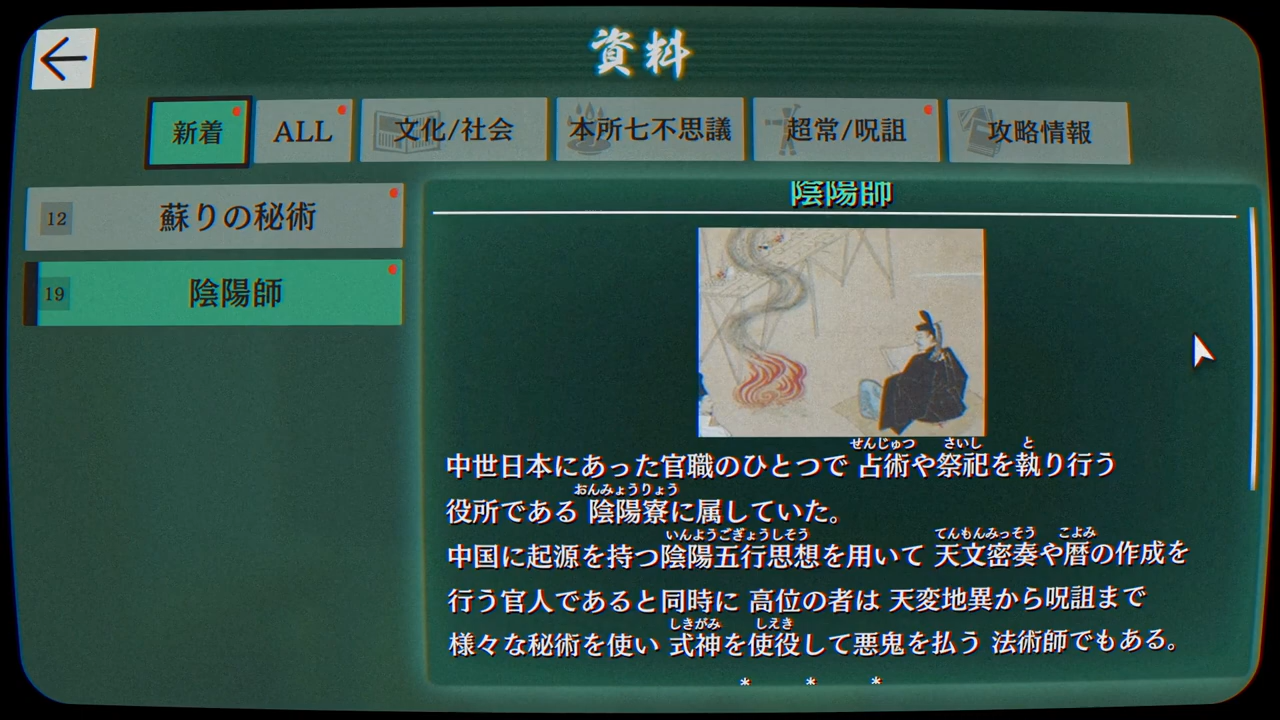 資料
新着
ALL
文化/社会
本所七不思議
超常/呪詛
攻略情報
12 蘇りの秘術
19 陰陽師
陰陽師
せんじゅつ さいし と
中世日本にあった官職のひとつで 占術や祭祀を執り行う
おんみょうりょう
役所である 陰陽寮に属していた。
いんようごぎょうしそう てんもんみっそう こよみ
中国に起源を持つ陰陽五行思想を用いて 天文密奏や暦の作成を
行う官人であると同時に 高位の者は 天変地異から呪詛まで
しきがみ しえき
様々な秘術を使い 式神を使役して悪鬼を払う 法術師でもある。
* * *